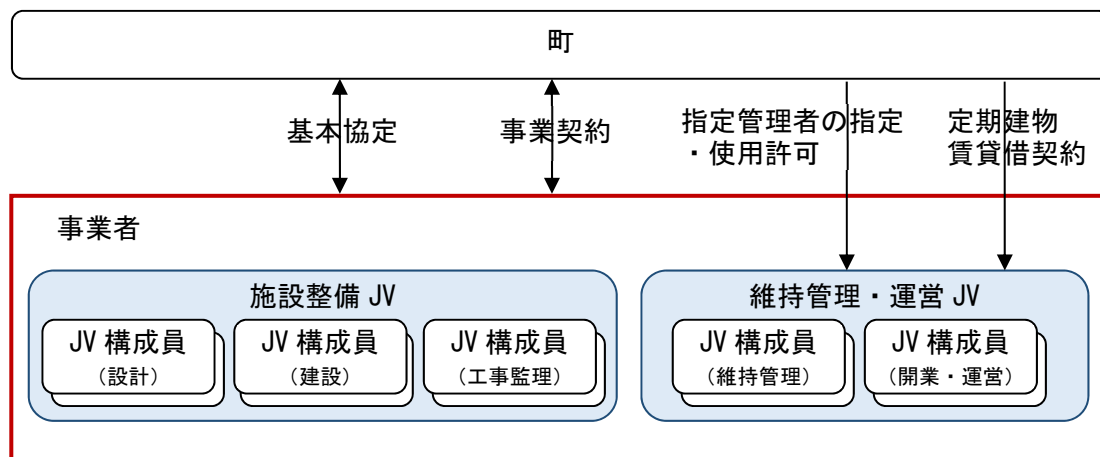 町
基本協定
事業契約
指定管理者の指定
・使用許可
定期建物
賃貸借契約
事業者
施設整備 JV
JV 構成員
（設計）
JV 構成員
（建設）
JV 構成員
（工事監理）
維持管理・運営 JV
JV 構成員
（維持管理）
JV 構成員
（開業・運営）